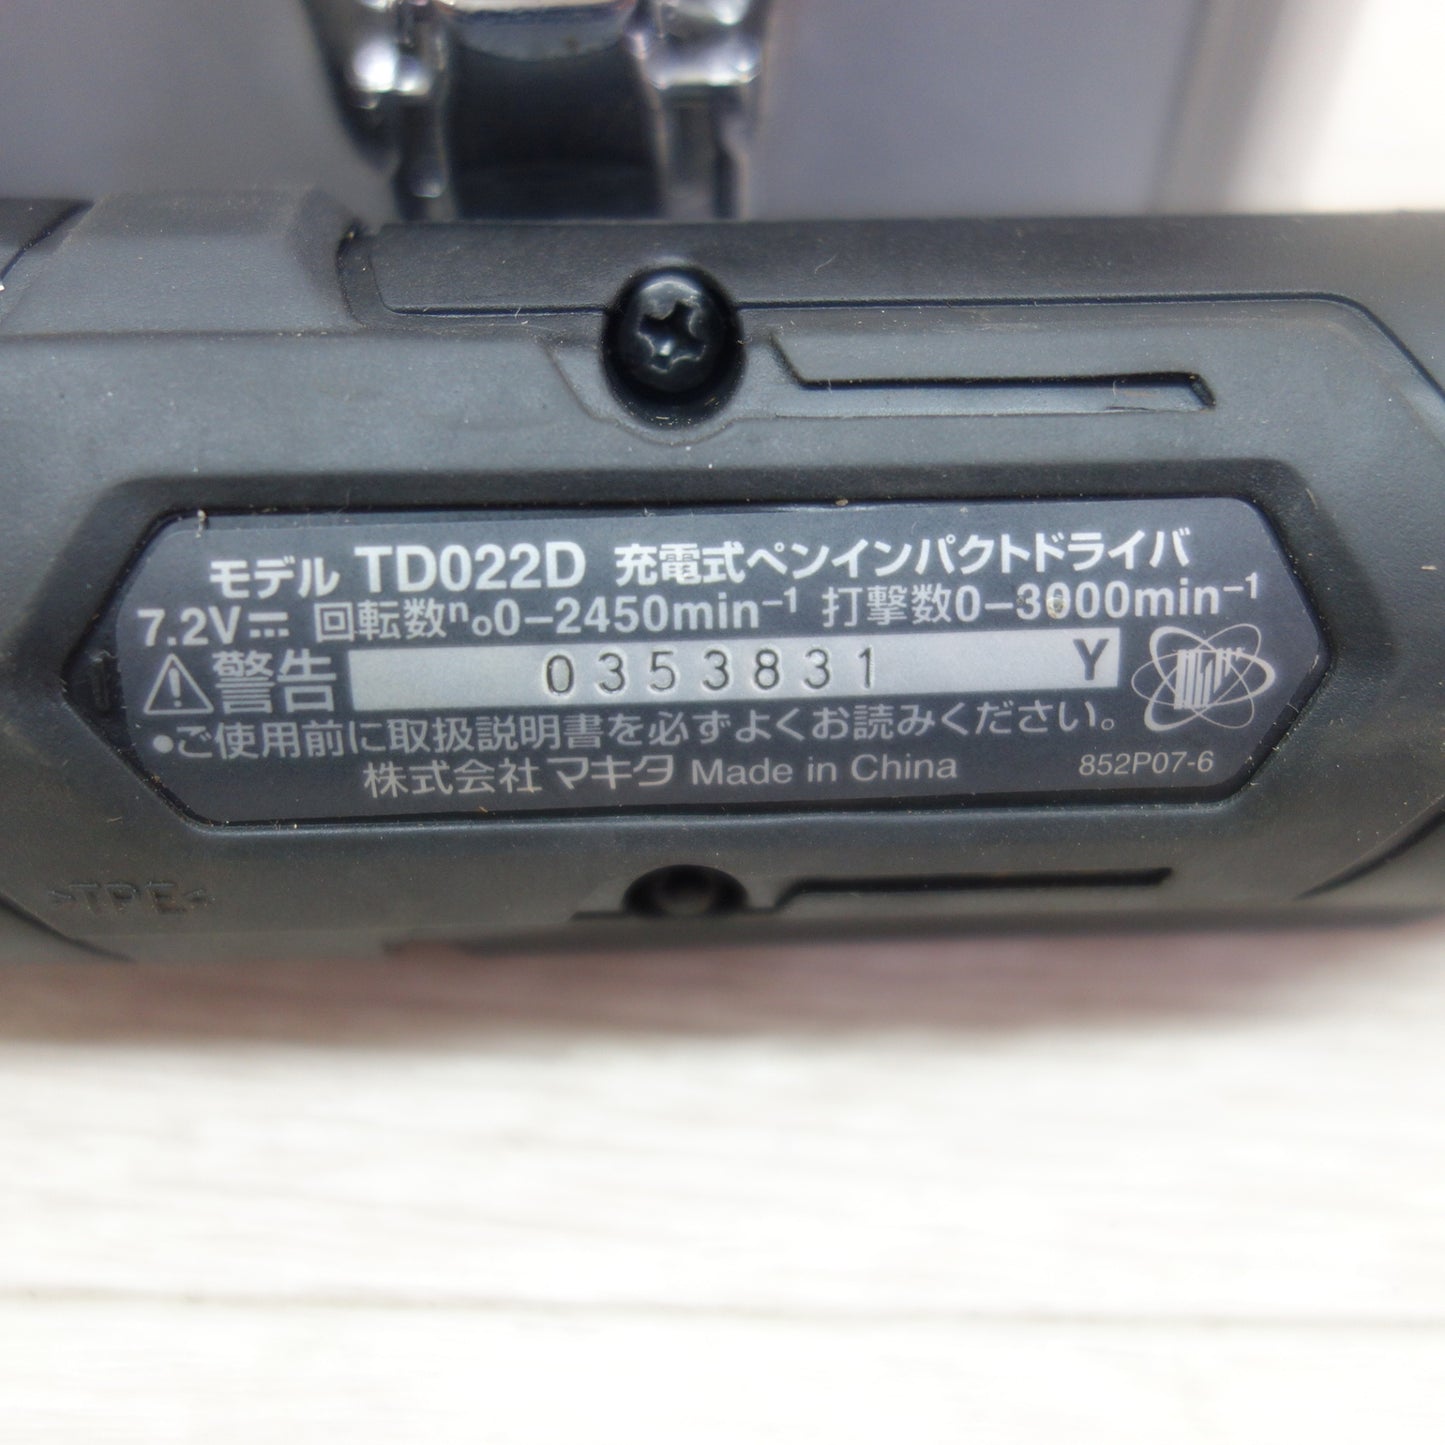 モデル TD022D 充電式ペンインパクトドライバ
7.2V⎓ 回転数n₀0-2450min⁻¹ 打撃数0-3000min⁻¹
⚠警告 0353831 Y
●ご使用前に取扱説明書を必ずよくお読みください。
株式会社マキタ Made in China 852P07-6
>TPE<